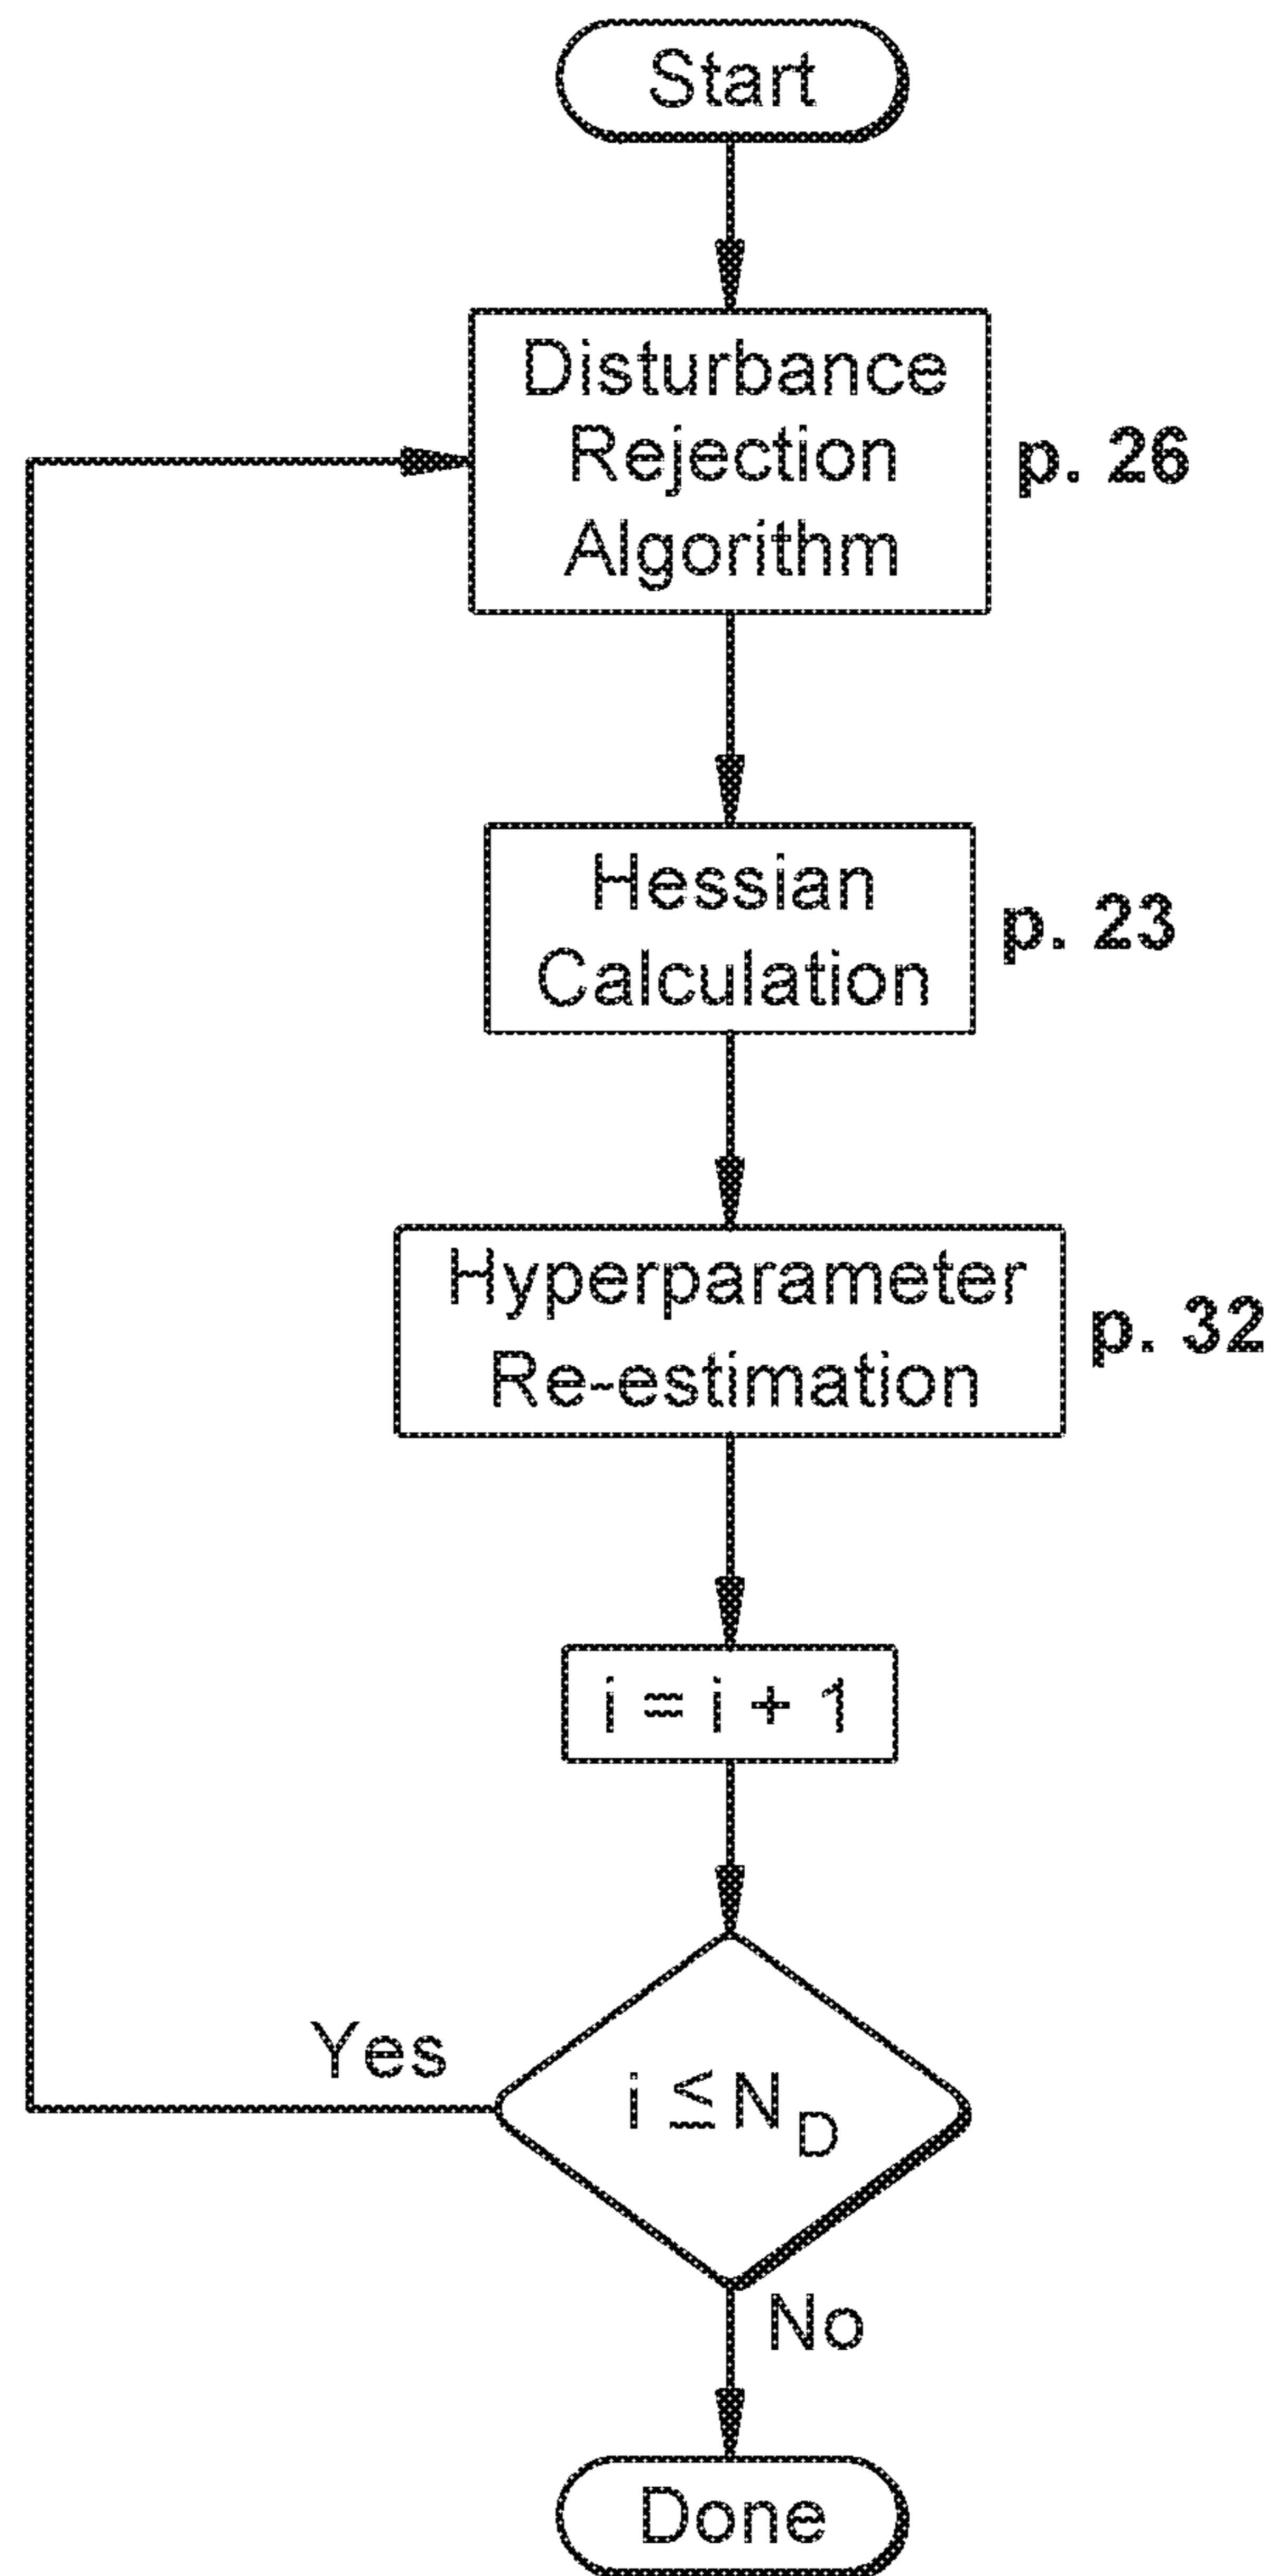 Start
Disturbance
Rejection
Algorithm
p. 26
Hessian
Calculation
p. 23
Hyperparameter
Re-estimation
p. 32
i = i + 1
Yes
i ≤ N_D
No
Done